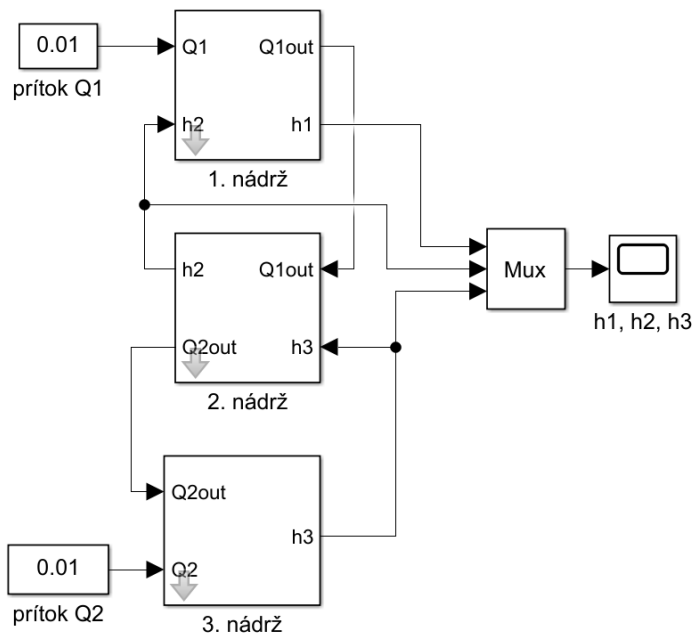 0.01
prítok Q1
Q1
Q1out
h2
h1
1. nádrž
h2
Q1out
Q2out
h3
2. nádrž
Mux
h1, h2, h3
Q2out
h3
Q2
3. nádrž
0.01
prítok Q2